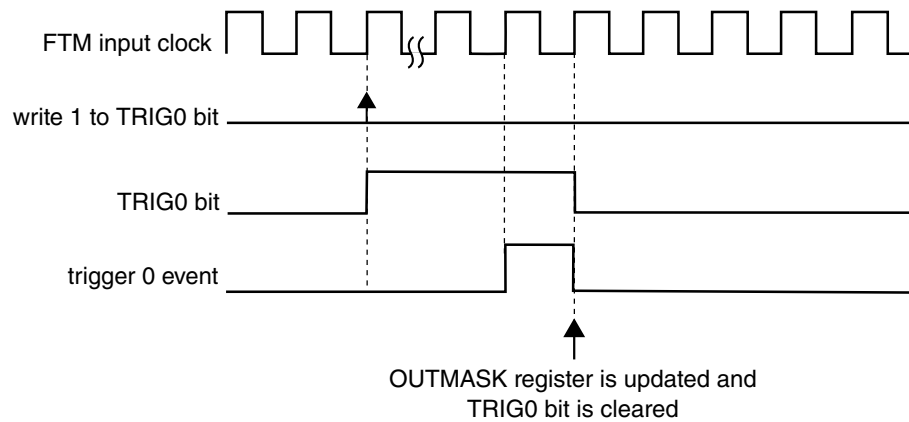 FTM input clock
write 1 to TRIG0 bit
TRIG0 bit
trigger 0 event
OUTMASK register is updated and
TRIG0 bit is cleared